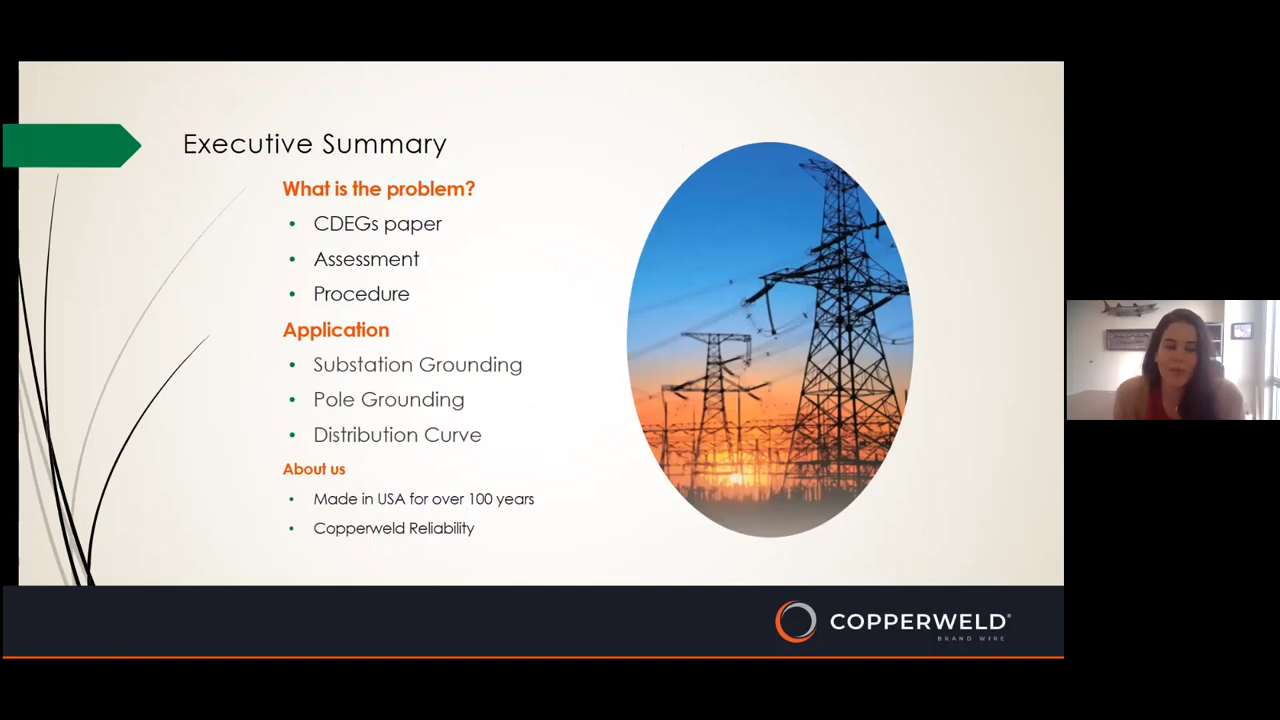 Executive Summary
What is the problem?
• CDEGs paper
• Assessment
• Procedure
Application
• Substation Grounding
• Pole Grounding
• Distribution Curve
About us
• Made in USA for over 100 years
• Copperweld Reliability
COPPERWELD®
BRAND WIRE